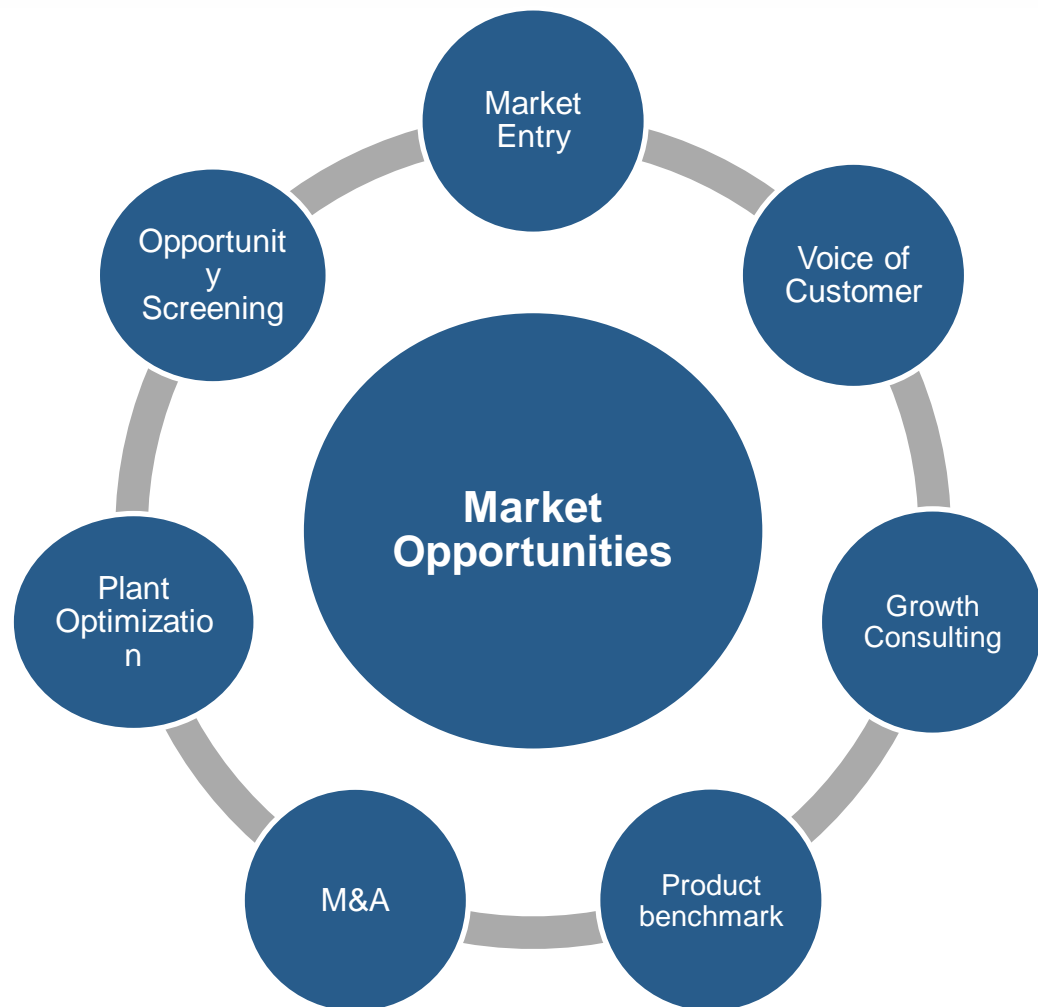 Market
Entry
Voice of
Customer
Growth
Consulting
Product
benchmark
M&A
Plant
Optimizatio
n
Opportunit
y
Screening
Market
Opportunities